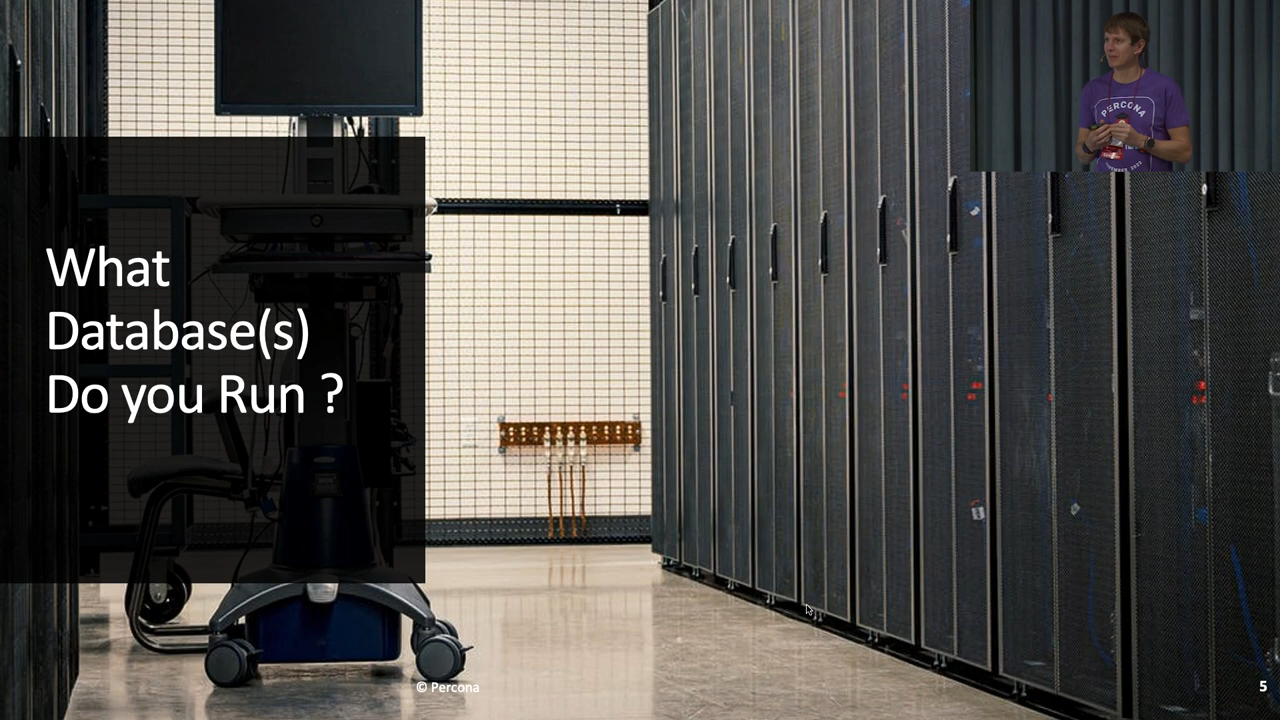 What
Database(s)
Do you Run ?
PERCONA
© Percona
5